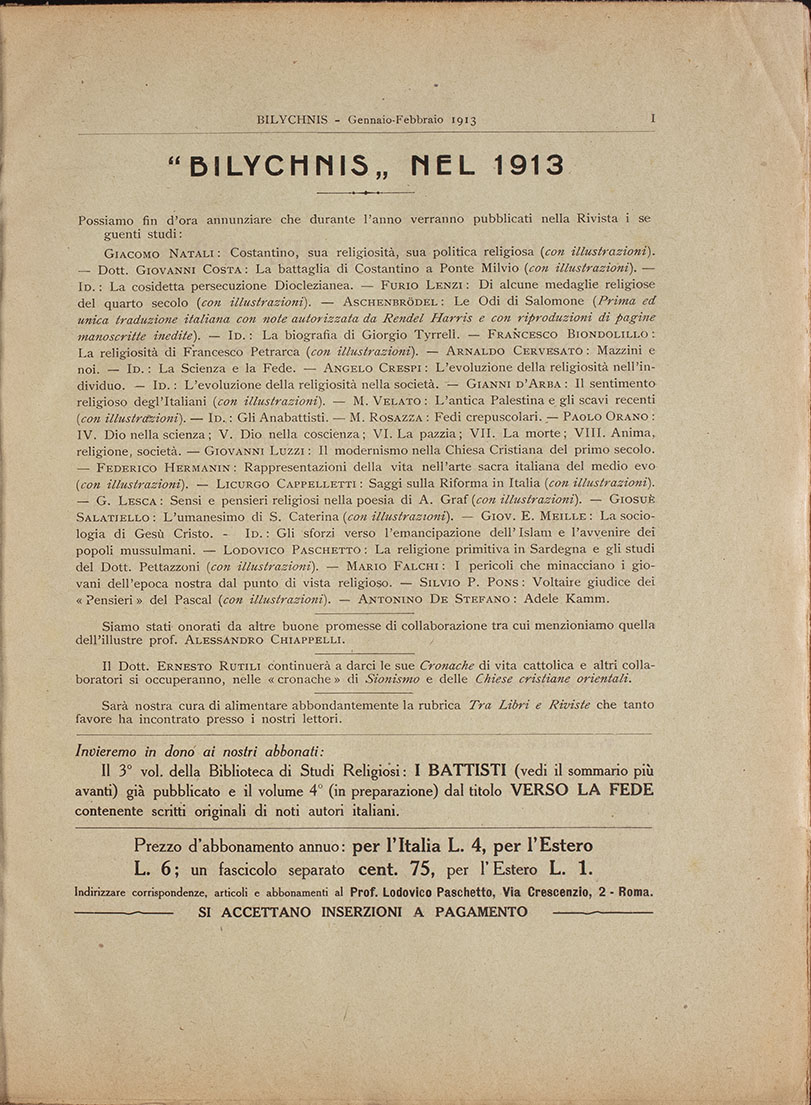 BILYCHNIS - Gennaio-Febbraio 1913 I
“BILYCHNIS„ NEL 1913
Possiamo fin d'ora annunziare che durante l'anno verranno pubblicati nella Rivista i se
guenti studi:
GIACOMO NATALI: Costantino, sua religiosità, sua politica religiosa (con illustrazioni).
— Dott. GIOVANNI COSTA: La battaglia di Costantino a Ponte Milvio (con illustrazioni). —
ID.: La cosidetta persecuzione Dioclezianea. — FURIO LENZI: Di alcune medaglie religiose
del quarto secolo (con illustrazioni). — ASCHENBRÖDEL: Le Odi di Salomone (Prima ed
unica traduzione italiana con note autorizzata da Rendel Harris e con riproduzioni di pagine
manoscritte inedite). — ID.: La biografia di Giorgio Tyrrell. — FRANCESCO BIONDOLILLO:
La religiosità di Francesco Petrarca (con illustrazioni). — ARNALDO CERVESATO: Mazzini e
noi. — ID.: La Scienza e la Fede. — ANGELO CRESPI: L'evoluzione della religiosità nell'in-
dividuo. — ID.: L'evoluzione della religiosità nella società. — GIANNI D'ARBA: Il sentimento
religioso degl'Italiani (con illustrazioni). — M. VELATO: L'antica Palestina e gli scavi recenti
(con illustrazioni). — ID.: Gli Anabattisti. — M. ROSAZZA: Fedi crepuscolari. — PAOLO ORANO:
IV. Dio nella scienza; V. Dio nella coscienza; VI. La pazzia; VII. La morte; VIII. Anima,
religione, società. — GIOVANNI LUZZI: Il modernismo nella Chiesa Cristiana del primo secolo.
— FEDERICO HERMANIN: Rappresentazioni della vita nell'arte sacra italiana del medio evo
(con illustrazioni). — LICURGO CAPPELLETTI: Saggi sulla Riforma in Italia (con illustrazioni).
— G. LESCA: Sensi e pensieri religiosi nella poesia di A. Graf (con illustrazioni). — GIOSUÈ
SALATIELLO: L'umanesimo di S. Caterina (con illustrazioni). — GIOV. E. MEILLE: La socio-
logia di Gesù Cristo. - ID.: Gli sforzi verso l'emancipazione dell'Islam e l'avvenire dei
popoli mussulmani. — LODOVICO PASCHETTO: La religione primitiva in Sardegna e gli studi
del Dott. Pettazzoni (con illustrazioni). — MARIO FALCHI: I pericoli che minacciano i gio-
vani dell'epoca nostra dal punto di vista religioso. — SILVIO P. PONS: Voltaire giudice dei
« Pensieri » del Pascal (con illustrazioni). — ANTONINO DE STEFANO: Adele Kamm.
Siamo stati onorati da altre buone promesse di collaborazione tra cui menzioniamo quella
dell'illustre prof. ALESSANDRO CHIAPPELLI.
Il Dott. ERNESTO RUTILI continuerà a darci le sue Cronache di vita cattolica e altri colla-
boratori si occuperanno, nelle « cronache » di Sionismo e delle Chiese cristiane orientali.
Sarà nostra cura di alimentare abbondantemente la rubrica Tra Libri e Riviste che tanto
favore ha incontrato presso i nostri lettori.
Invieremo in dono ai nostri abbonati:
Il 3° vol. della Biblioteca di Studi Religiosi: I BATTISTI (vedi il sommario più
avanti) già pubblicato e il volume 4° (in preparazione) dal titolo VERSO LA FEDE
contenente scritti originali di noti autori italiani.
Prezzo d'abbonamento annuo: per l'Italia L. 4, per l'Estero
L. 6; un fascicolo separato cent. 75, per l'Estero L. 1.
Indirizzare corrispondenze, articoli e abbonamenti al Prof. Lodovico Paschetto, Via Crescenzio, 2 - Roma.
SI ACCETTANO INSERZIONI A PAGAMENTO